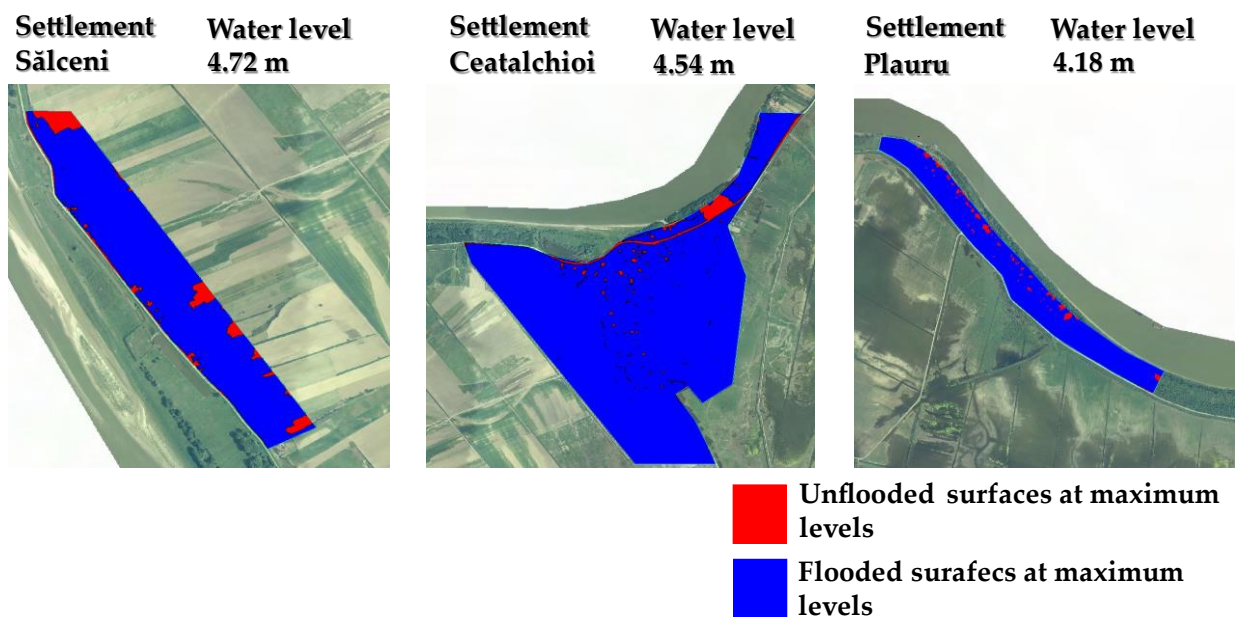 Settlement Water level
Sălceni 4.72 m
Settlement Water level
Ceatalchioi 4.54 m
Settlement Water level
Plauru 4.18 m
Unflooded surfaces at maximum
levels
Flooded surafecs at maximum
levels